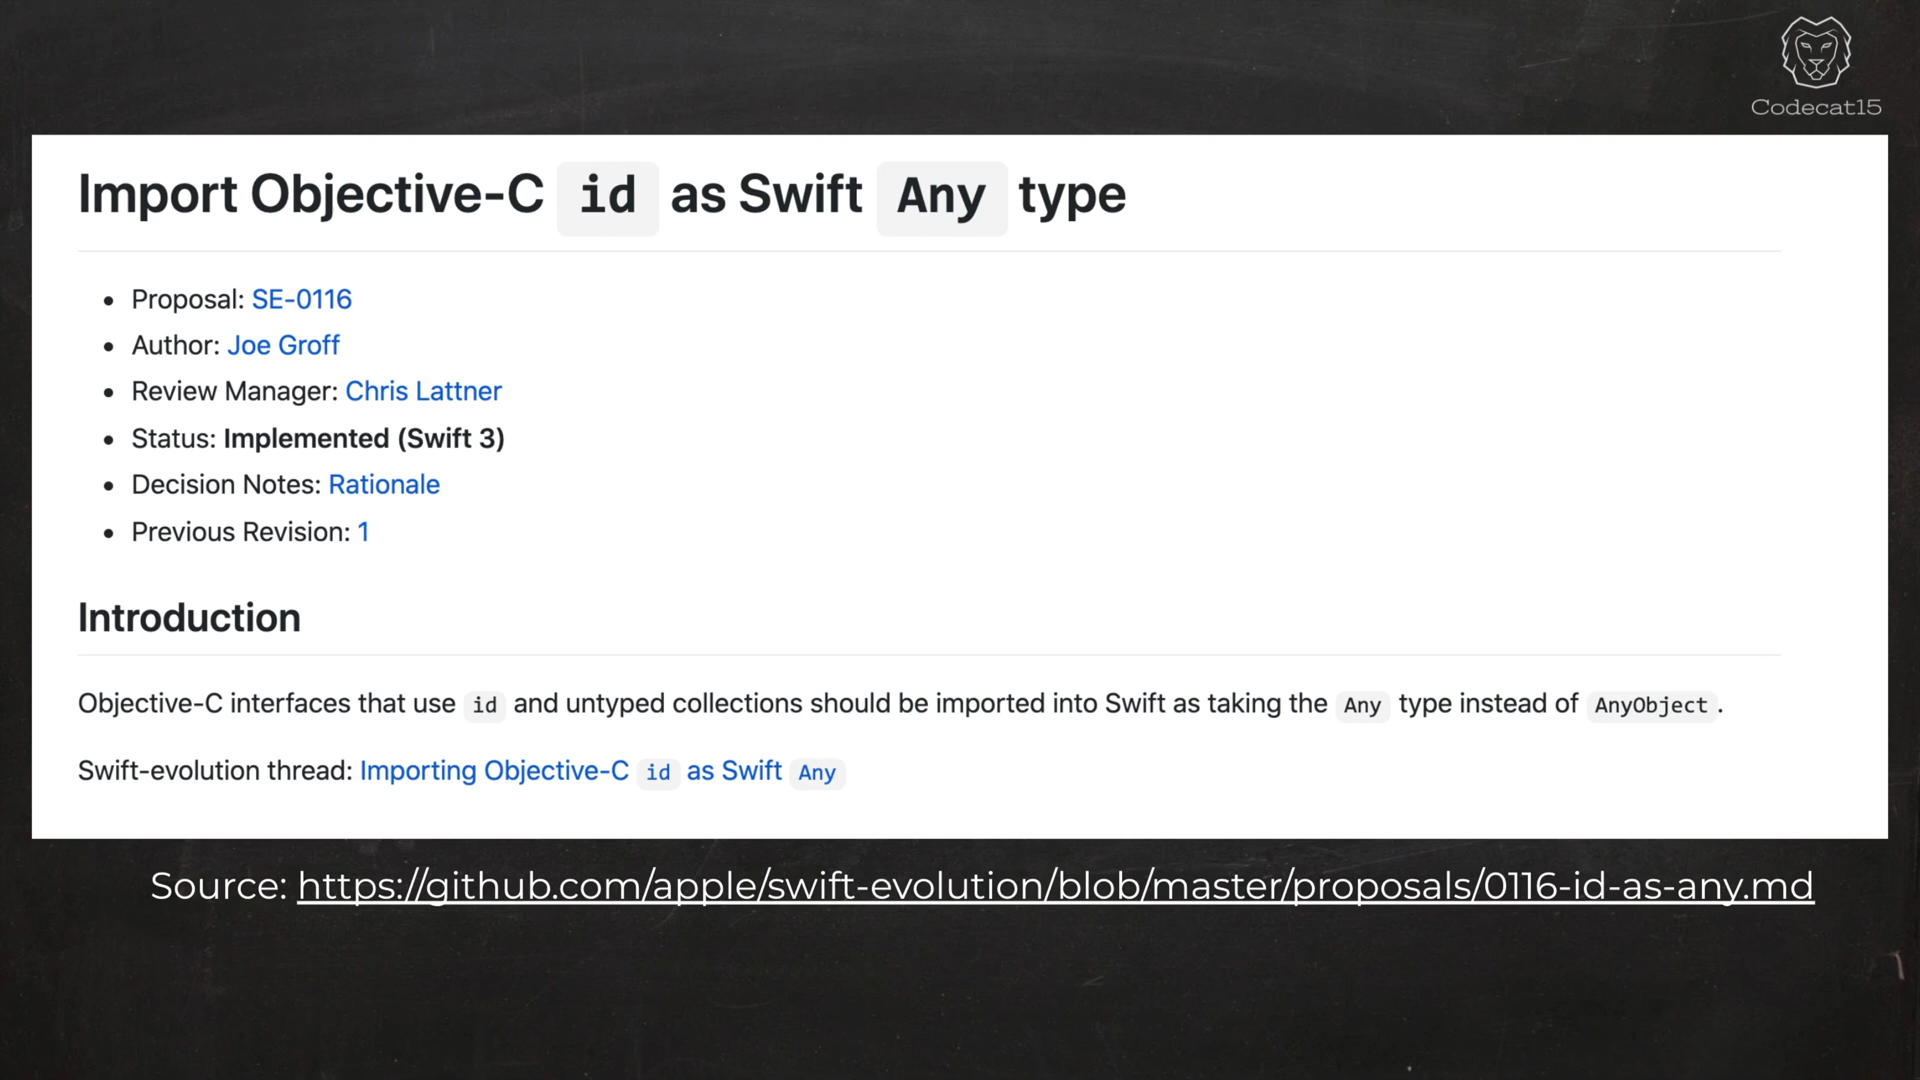 Codecat15
Import Objective-C id as Swift Any type
• Proposal: SE-0116
• Author: Joe Groff
• Review Manager: Chris Lattner
• Status: Implemented (Swift 3)
• Decision Notes: Rationale
• Previous Revision: 1
Introduction
Objective-C interfaces that use id and untyped collections should be imported into Swift as taking the Any type instead of AnyObject.
Swift-evolution thread: Importing Objective-C id as Swift Any
Source: https://github.com/apple/swift-evolution/blob/master/proposals/0116-id-as-any.md